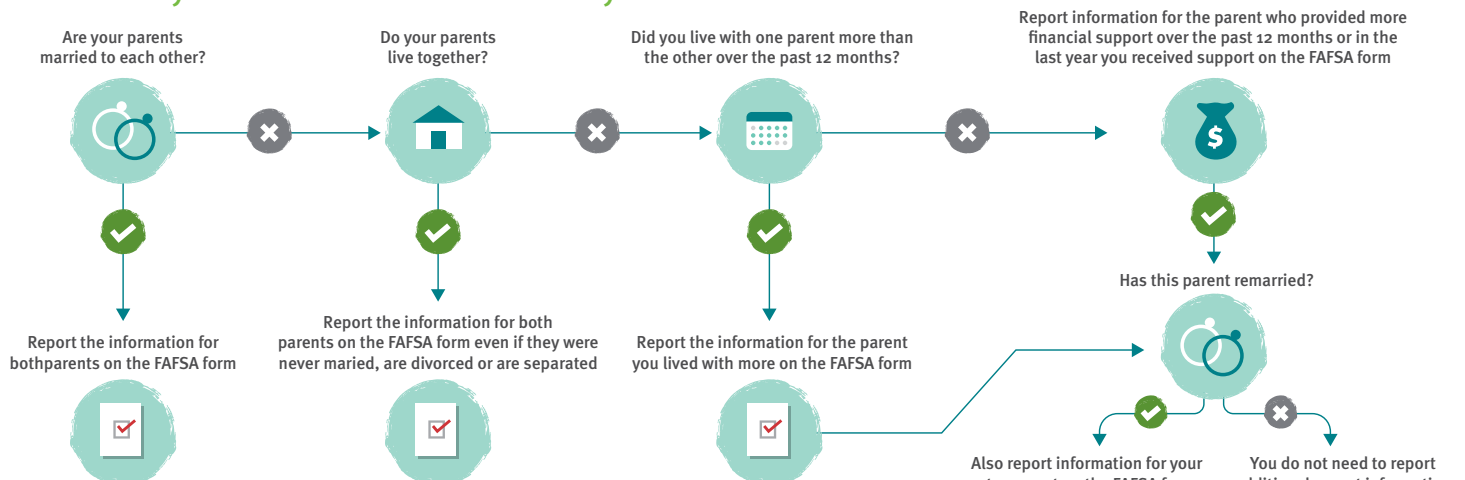 Are your parents
married to each other?
Do your parents
live together?
Did you live with one parent more than
the other over the past 12 months?
Report information for the parent who provided more
financial support over the past 12 months or in the
last year you received support on the FAFSA form
$
Has this parent remarried?
Report the information for
bothparents on the FAFSA form
Report the information for both
parents on the FAFSA form even if they were
never maried, are divorced or are separated
Report the information for the parent
you lived with more on the FAFSA form
Also report information for your
on the FAFSA form
You do not need to report